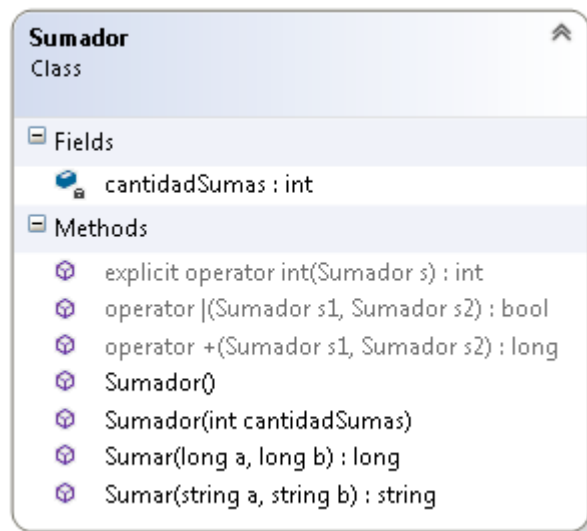 Sumador
Class
Fields
cantidadSumas : int
Methods
explicit operator int(Sumador s) : int
operator |(Sumador s1, Sumador s2) : bool
operator +(Sumador s1, Sumador s2) : long
Sumador()
Sumador(int cantidadSumas)
Sumar(long a, long b) : long
Sumar(string a, string b) : string